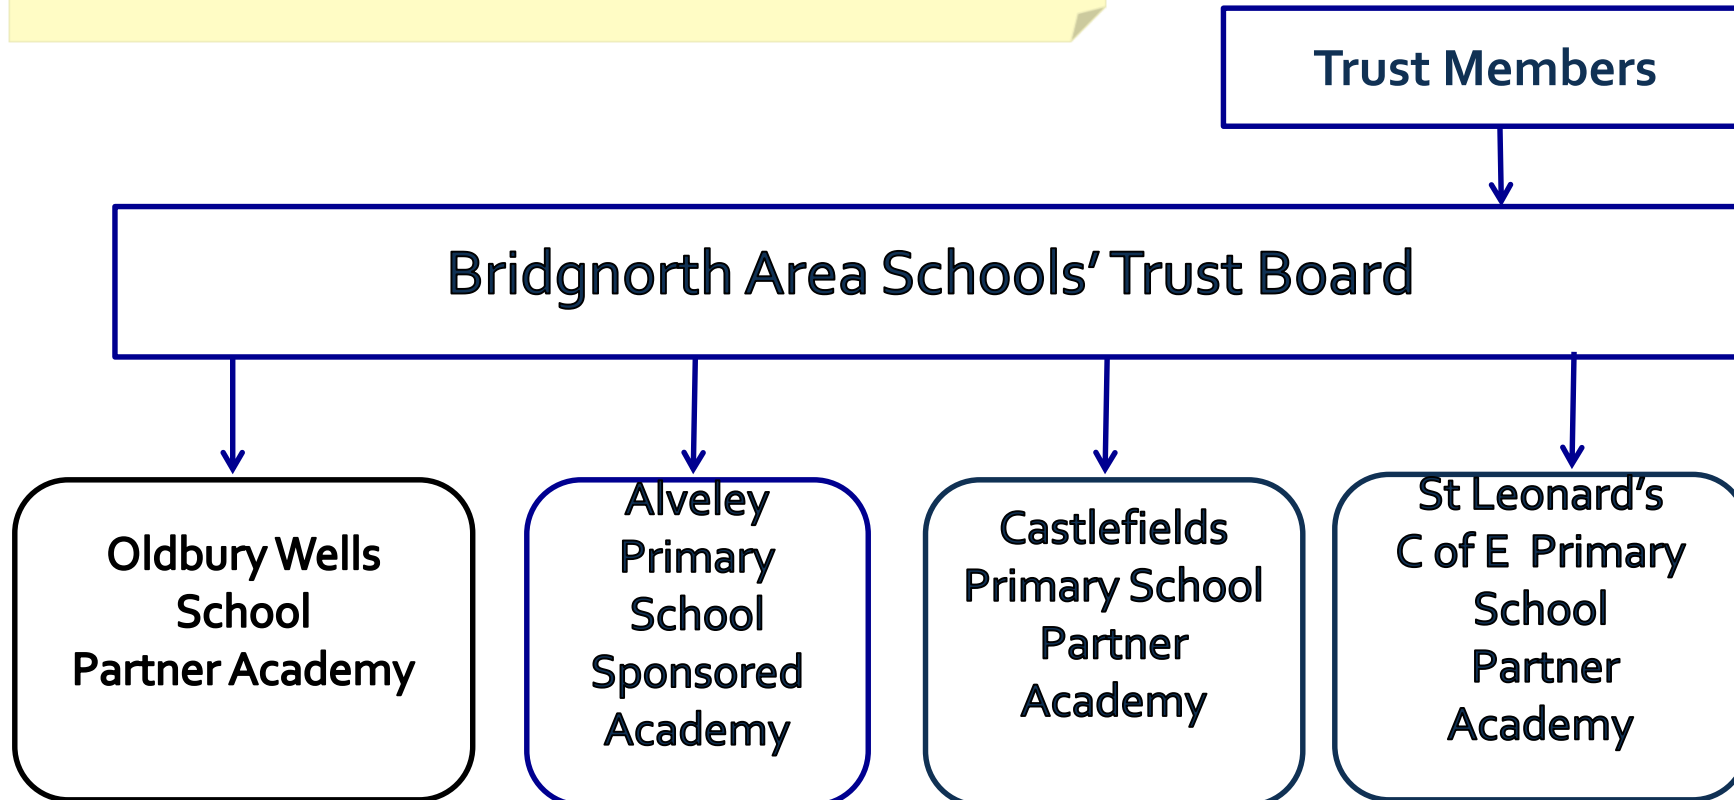 Trust Members
Bridgnorth Area Schools’ Trust Board
Oldbury Wells
School
Partner Academy
Alveley
Primary
School
Sponsored
Academy
Castlefields
Primary School
Partner
Academy
St Leonard’s
C of E Primary
School
Partner
Academy